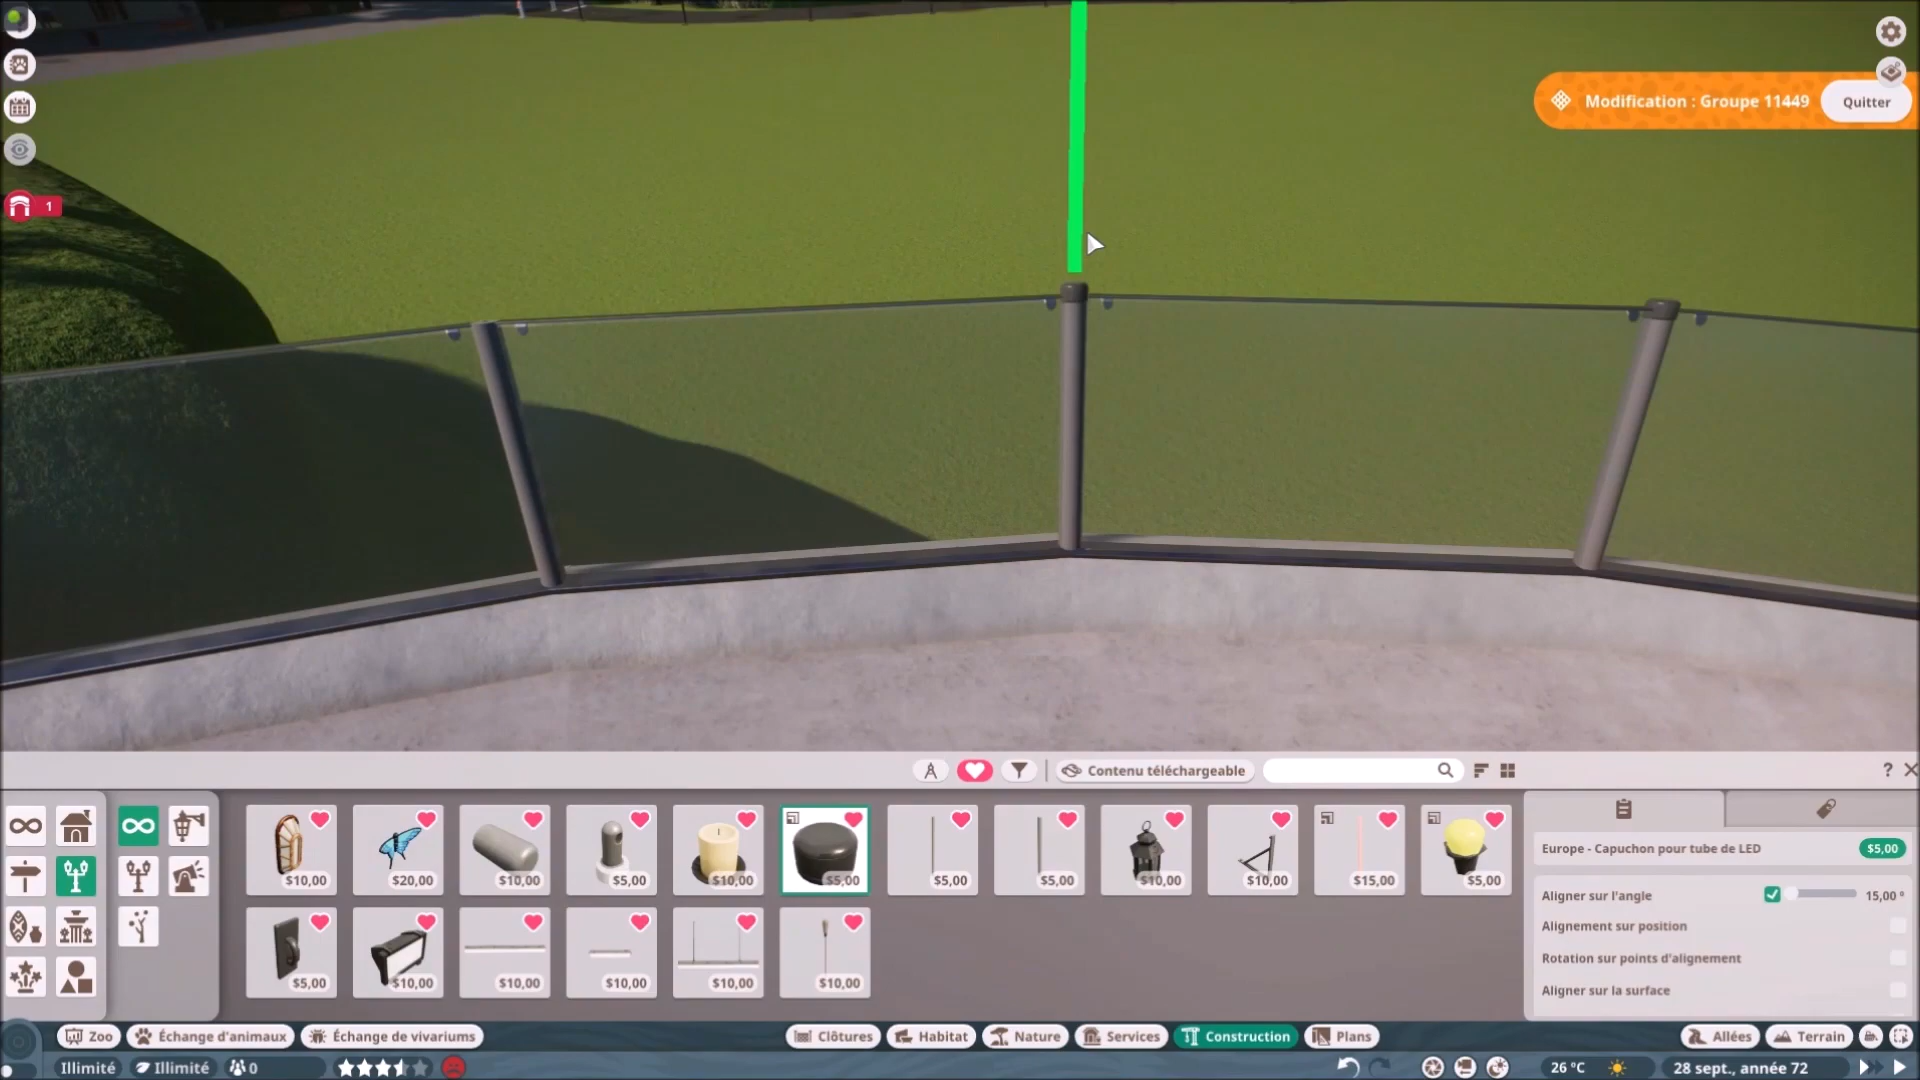 Modification : Groupe 11449
Quitter
1
Contenu téléchargeable
?
$10,00
$20,00
$10,00
$5,00
$10,00
$5,00
$5,00
$5,00
$10,00
$10,00
$15,00
$5,00
$5,00
$10,00
$10,00
$10,00
$10,00
$10,00
Europe - Capuchon pour tube de LED
$5,00
Aligner sur l'angle
15,00 °
Alignement sur position
Rotation sur points d'alignement
Aligner sur la surface
Zoo
Échange d'animaux
Échange de vivariums
Clôtures
Habitat
Nature
Services
Construction
Plans
Allées
Terrain
Illimité
Illimité
0
26 °C
28 sept., année 72